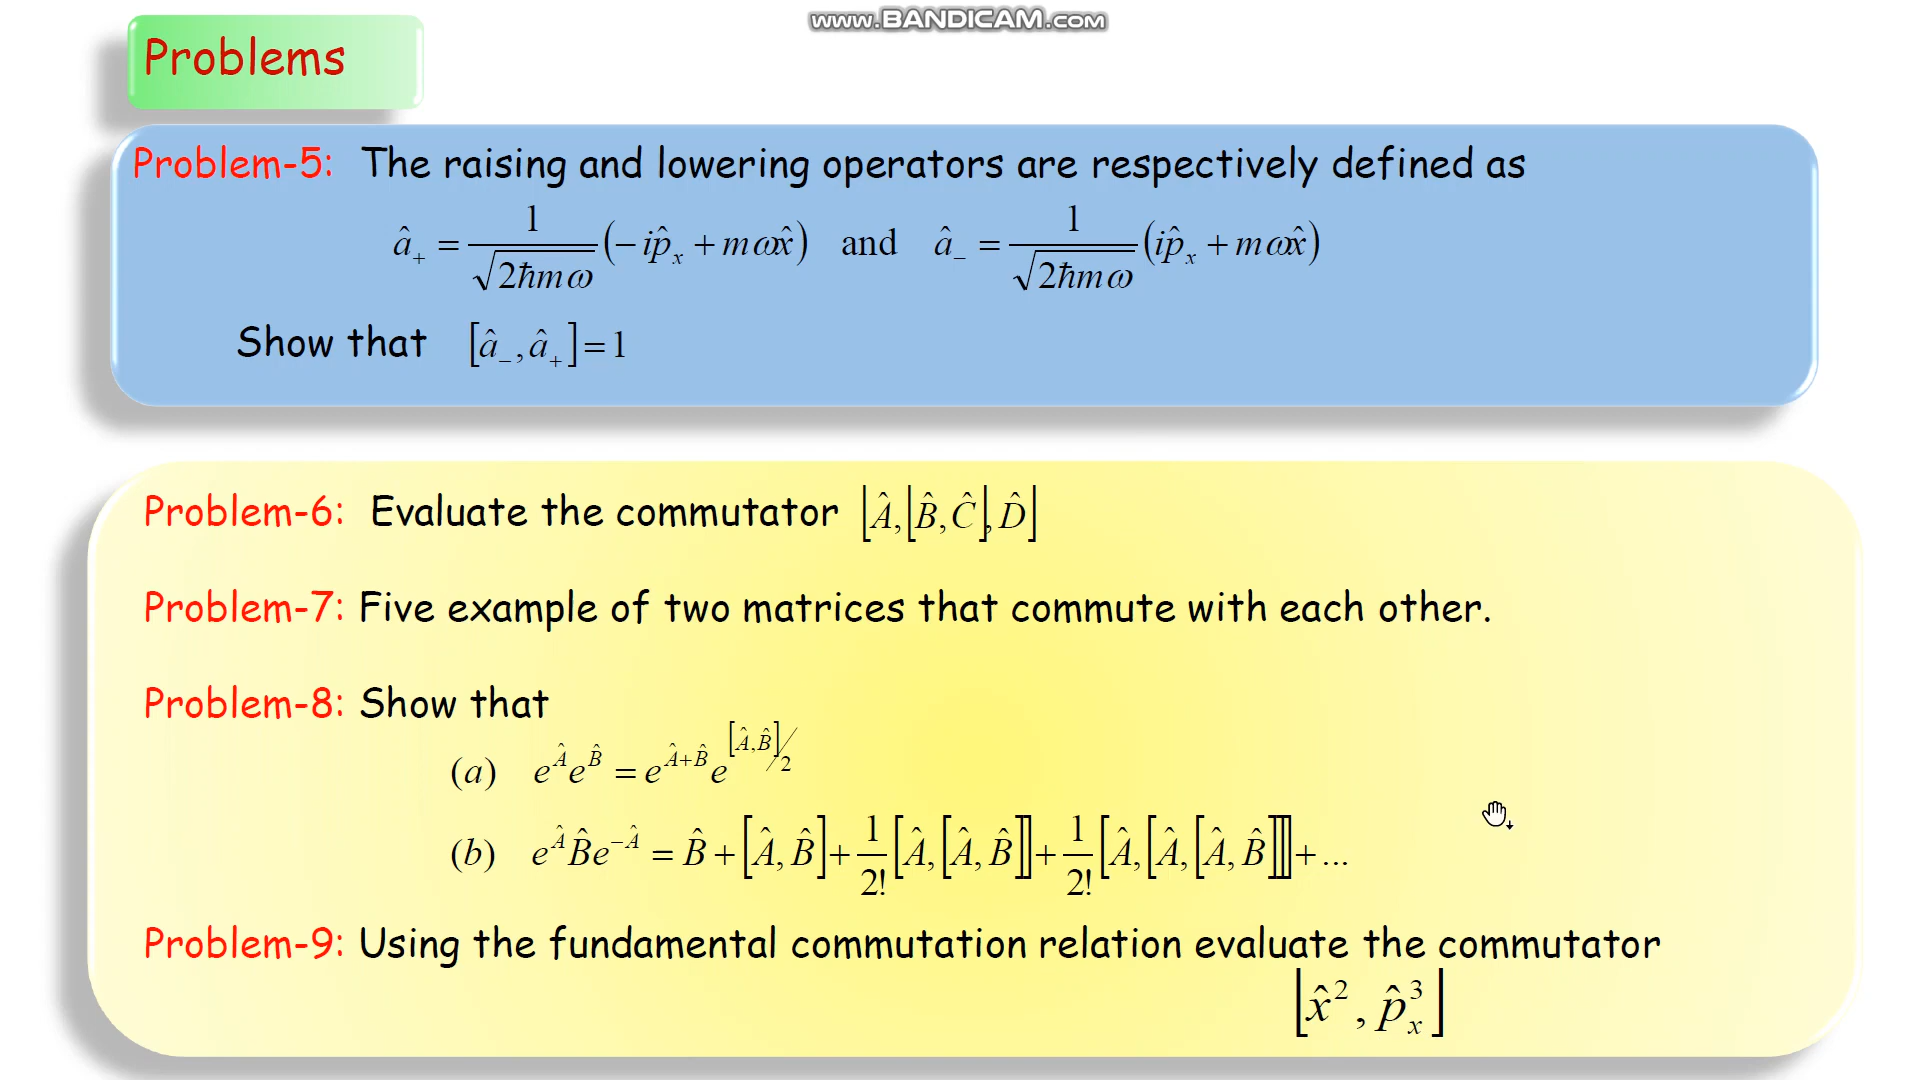 www.BANDICAM.com
Problems
Problem-5: The raising and lowering operators are respectively defined as
â₊ = 1/√(2ħmω) (−ip̂ₓ + mωx̂) and â₋ = 1/√(2ħmω) (ip̂ₓ + mωx̂)
Show that [â₋, â₊] = 1
Problem-6: Evaluate the commutator [Â, [B̂, Ĉ], D̂]
Problem-7: Five example of two matrices that commute with each other.
Problem-8: Show that
(a) e^Â e^B̂ = e^(Â+B̂) e^([Â,B̂]/2)
(b) e^Â B̂ e^(−Â) = B̂ + [Â, B̂] + 1/2! [Â, [Â, B̂]] + 1/2! [Â, [Â, [Â, B̂]]] + ...
Problem-9: Using the fundamental commutation relation evaluate the commutator
[x̂², p̂ₓ³]